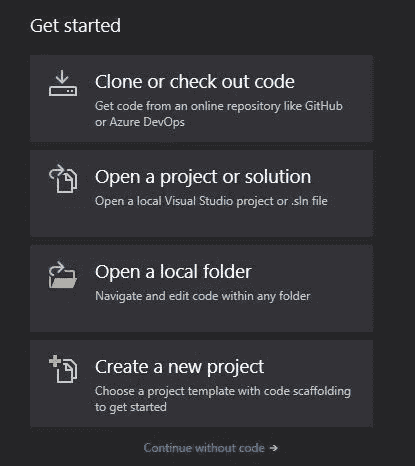 Get started
Clone or check out code
Get code from an online repository like GitHub
or Azure DevOps
Open a project or solution
Open a local Visual Studio project or .sln file
Open a local folder
Navigate and edit code within any folder
Create a new project
Choose a project template with code scaffolding
to get started
Continue without code →